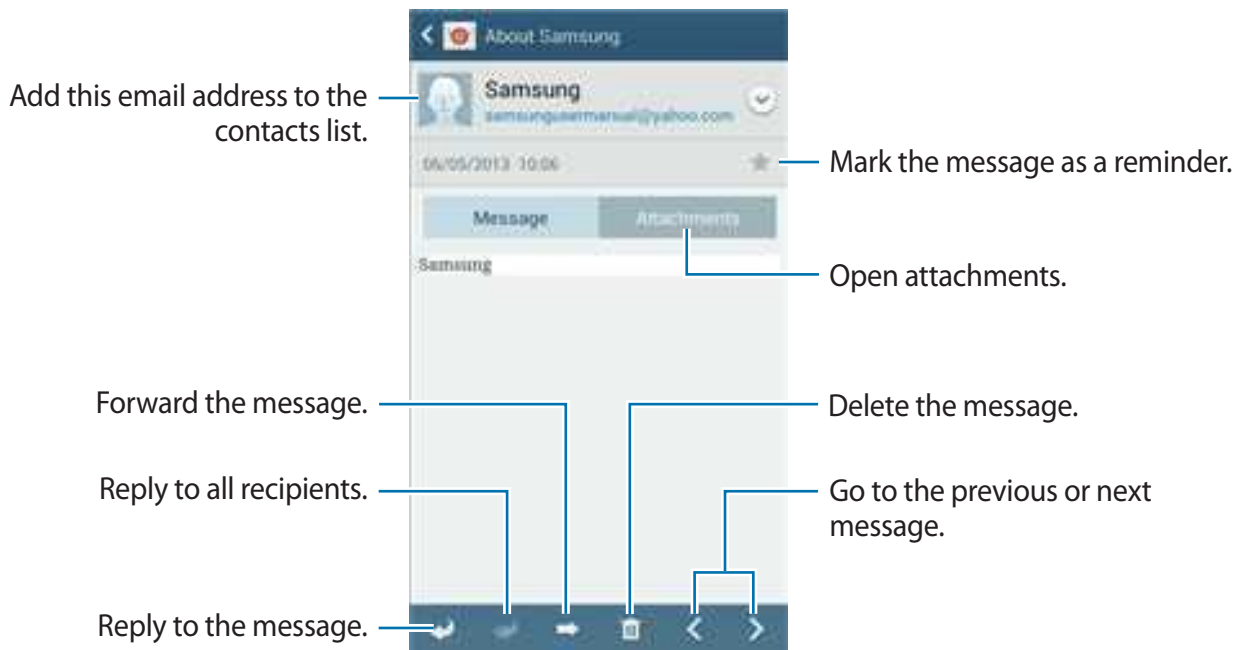 About Samsung
Add this email address to the
contacts list.
Samsung
samsungusermanual@yahoo.com
06/05/2013 10:06
Mark the message as a reminder.
Message
Attachments
Samsung
Open attachments.
Forward the message.
Delete the message.
Reply to all recipients.
Go to the previous or next
message.
Reply to the message.